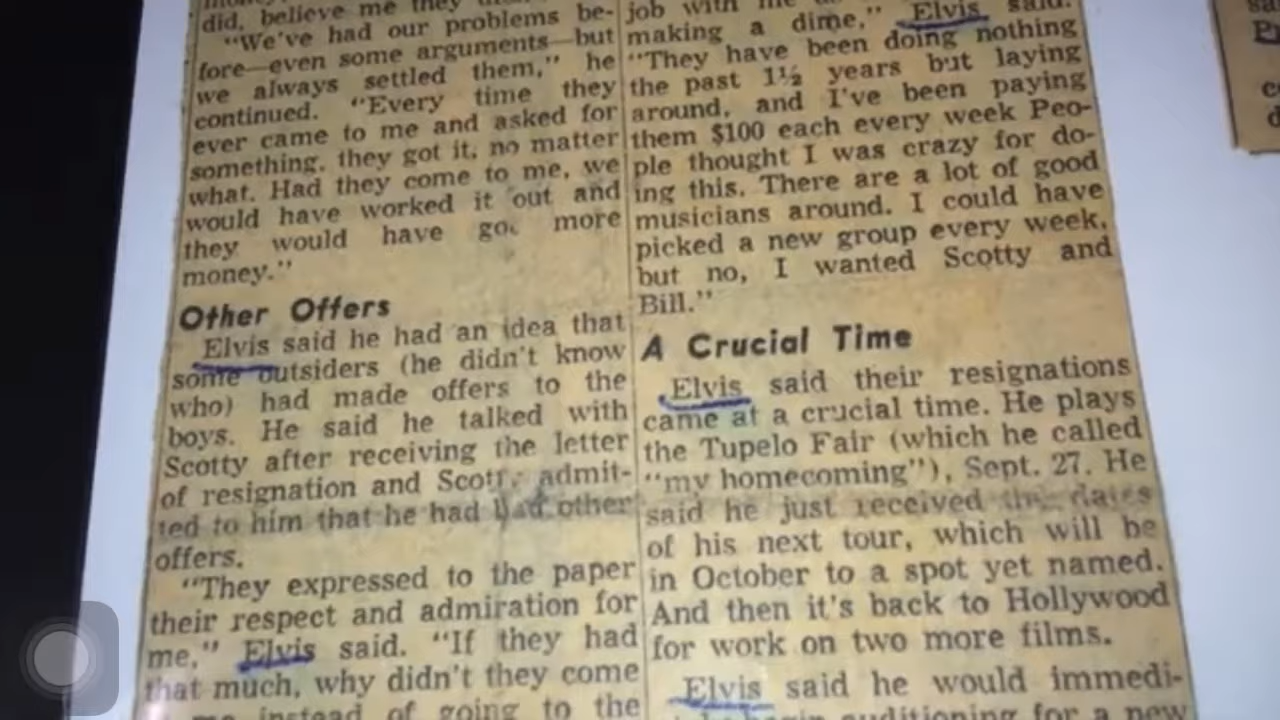 did, believe me they
"We've had our problems be-
fore—even some arguments—but
we always settled them," he
continued. "Every time they
ever came to me and asked for
something, they got it, no matter
what. Had they come to me, we
would have worked it out and
they would have got more
money."
Other Offers
Elvis said he had an idea that
some outsiders (he didn't know
who) had made offers to the
boys. He said he talked with
Scotty after receiving the letter
of resignation and Scotty admit-
ted to him that he had had other
offers.
"They expressed to the paper
their respect and admiration for
me," Elvis said. "If they had
that much, why didn't they come
instead of going to the
job with me
making a dime," Elvis said.
"They have been doing nothing
the past 1½ years but laying
around, and I've been paying
them $100 each every week Peo-
ple thought I was crazy for do-
ing this. There are a lot of good
musicians around. I could have
picked a new group every week,
but no, I wanted Scotty and
Bill."
A Crucial Time
Elvis said their resignations
came at a crucial time. He plays
the Tupelo Fair (which he called
"my homecoming"), Sept. 27. He
said he just received the dates
of his next tour, which will be
in October to a spot yet named.
And then it's back to Hollywood
for work on two more films.
Elvis said he would immedi-
auditioning for a new